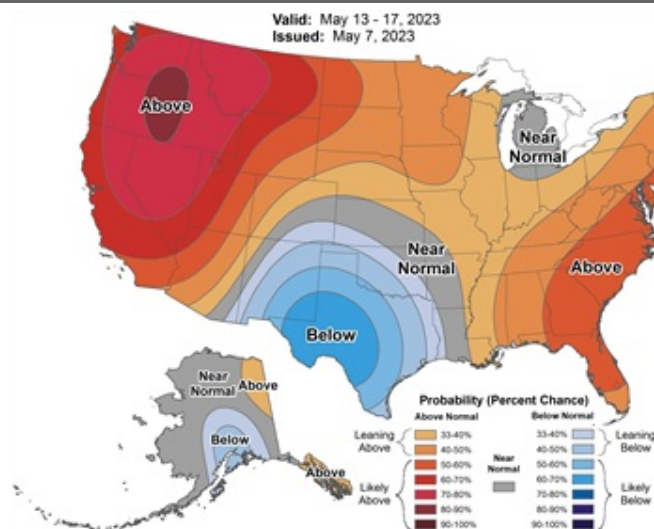 Valid: May 13 - 17, 2023
Issued: May 7, 2023
Above
Near
Normal
Near
Normal
Above
Below
Near
Normal
Above
Below
Above
Probability (Percent Chance)
Above Normal
Below Normal
Leaning
Above
33-40%
40-50%
50-60%
60-70%
70-80%
80-90%
90-100%
Likely
Above
Near
Normal
33-40%
40-50%
50-60%
60-70%
70-80%
80-90%
90-100%
Leaning
Below
Likely
Below